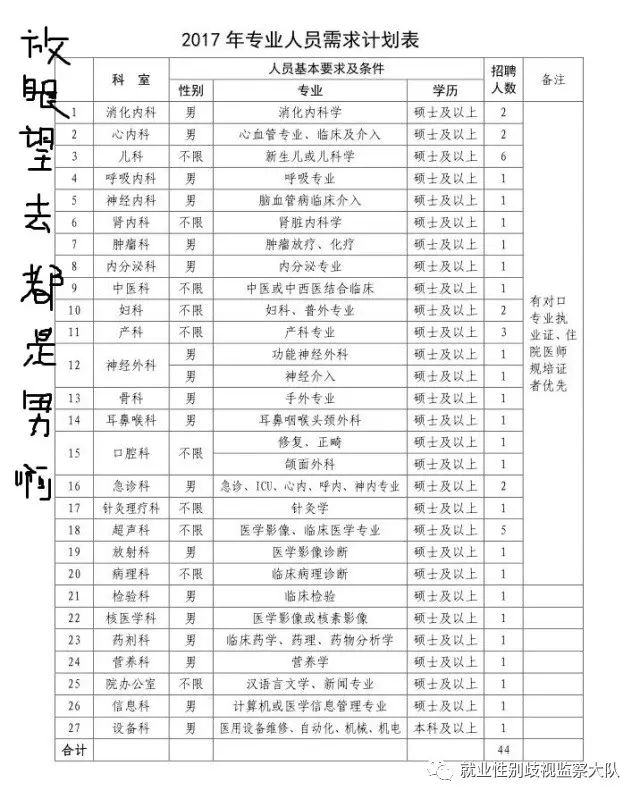 放眼望去都是男啊
2017 年专业人员需求计划表
科 室 人员基本要求及条件 招聘人数 备注
性别 专业 学历
1 消化内科 男 消化内科学 硕士及以上 2
2 心内科 男 心血管专业、临床及介入 硕士及以上 2
3 儿科 不限 新生儿或儿科学 硕士及以上 6
4 呼吸内科 男 呼吸专业 硕士及以上 1
5 神经内科 男 脑血管病临床介入 硕士及以上 1
6 肾内科 不限 肾脏内科学 硕士及以上 1
7 肿瘤科 男 肿瘤放疗、化疗 硕士及以上 1
8 内分泌科 男 内分泌专业 硕士及以上 1
9 中医科 不限 中医或中西医结合临床 硕士及以上 1
10 妇科 不限 妇科、普外专业 硕士及以上 2
11 产科 不限 产科专业 硕士及以上 3
12 神经外科 男 功能神经外科 硕士及以上 1
男 神经介入 硕士及以上 1
13 骨科 男 手外专业 硕士及以上 1
14 耳鼻喉科 男 耳鼻咽喉头颈外科 硕士及以上 1
15 口腔科 不限 修复、正畸 硕士及以上 1
颌面外科 硕士及以上 1
16 急诊科 男 急诊、ICU、心内、呼内、神内专业 硕士及以上 2
17 针灸理疗科 不限 针灸学 硕士及以上 1
18 超声科 不限 医学影像、临床医学专业 硕士及以上 5
19 放射科 男 医学影像诊断 硕士及以上 1
20 病理科 不限 临床病理诊断 硕士及以上 1
有对口
专业执
业证、住
院医师
规培证
者优先
21 检验科 男 临床检验 硕士及以上 1
22 核医学科 男 医学影像或核素影像 硕士及以上 1
23 药剂科 男 临床药学、药理、药物分析学 硕士及以上 1
24 营养科 男 营养学 硕士及以上 1
25 院办公室 不限 汉语言文学、新闻专业 硕士及以上 1
26 信息科 男 计算机或医学信息管理专业 硕士及以上 1
27 设备科 男 医用设备维修、自动化、机械、机电 本科及以上 1
合计 44
就业性别歧视监察大队